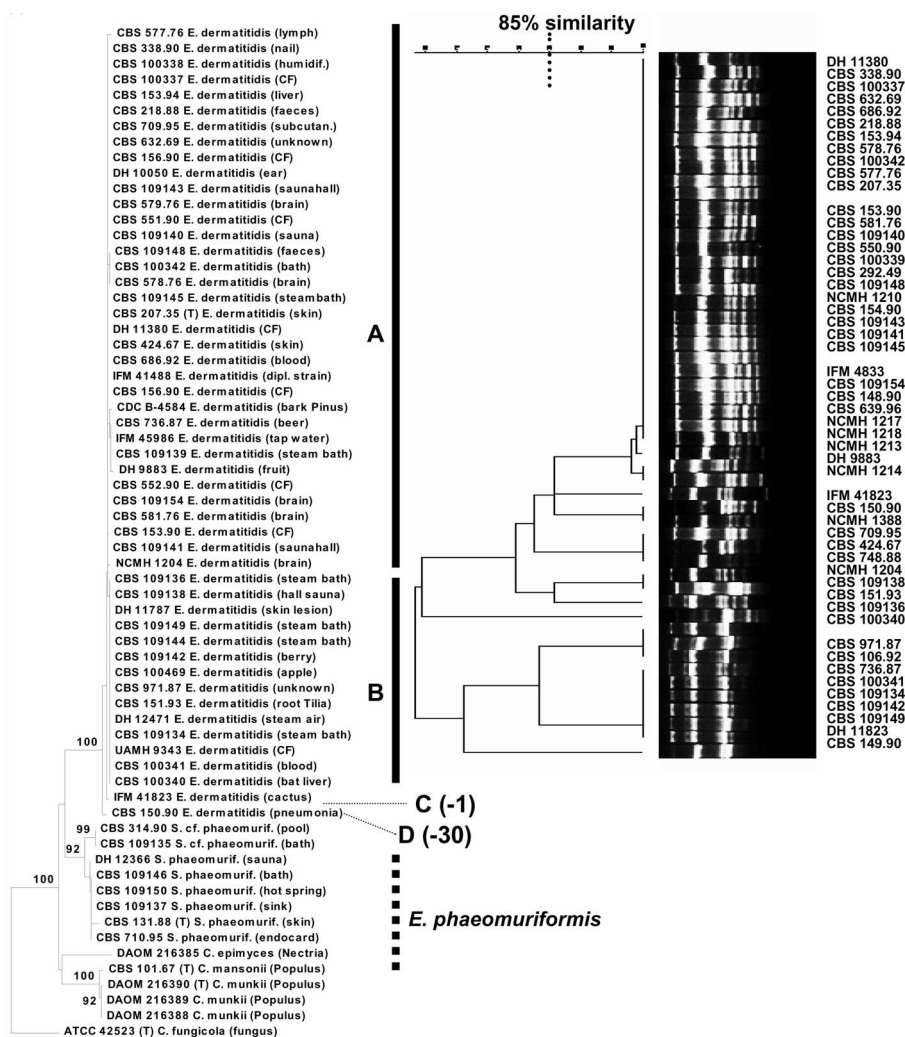 85% similarity
CBS 577.76 E. dermatitidis (lymph)
CBS 338.90 E. dermatitidis (nail)
CBS 100338 E. dermatitidis (humidif.)
CBS 100337 E. dermatitidis (CF)
CBS 153.94 E. dermatitidis (liver)
CBS 218.88 E. dermatitidis (faeces)
CBS 709.95 E. dermatitidis (subcutan.)
CBS 632.69 E. dermatitidis (unknown)
CBS 156.90 E. dermatitidis (CF)
DH 10050 E. dermatitidis (ear)
CBS 109143 E. dermatitidis (saunahall)
CBS 579.76 E. dermatitidis (brain)
CBS 551.90 E. dermatitidis (CF)
CBS 109140 E. dermatitidis (sauna)
CBS 109148 E. dermatitidis (faeces)
CBS 100342 E. dermatitidis (bath)
CBS 578.76 E. dermatitidis (brain)
CBS 109145 E. dermatitidis (steambath)
CBS 207.35 (T) E. dermatitidis (skin)
DH 11380 E. dermatitidis (CF)
CBS 424.67 E. dermatitidis (skin)
CBS 686.92 E. dermatitidis (blood)
IFM 41488 E. dermatitidis (dipl. strain)
CBS 156.90 E. dermatitidis (CF)
CDC B-4584 E. dermatitidis (bark Pinus)
CBS 736.87 E. dermatitidis (beer)
IFM 45986 E. dermatitidis (tap water)
CBS 109139 E. dermatitidis (steam bath)
DH 9883 E. dermatitidis (fruit)
CBS 552.90 E. dermatitidis (CF)
CBS 109154 E. dermatitidis (brain)
CBS 581.76 E. dermatitidis (brain)
CBS 153.90 E. dermatitidis (CF)
CBS 109141 E. dermatitidis (saunahall)
NCMH 1204 E. dermatitidis (brain)
CBS 109136 E. dermatitidis (steam bath)
CBS 109138 E. dermatitidis (hall sauna)
DH 11787 E. dermatitidis (skin lesion)
CBS 109149 E. dermatitidis (steam bath)
CBS 109144 E. dermatitidis (steam bath)
CBS 109142 E. dermatitidis (berry)
CBS 100469 E. dermatitidis (apple)
CBS 971.87 E. dermatitidis (unknown)
CBS 151.93 E. dermatitidis (root Tilia)
DH 12471 E. dermatitidis (steam air)
CBS 109134 E. dermatitidis (steam bath)
UAMH 9343 E. dermatitidis (CF)
CBS 100341 E. dermatitidis (blood)
CBS 100340 E. dermatitidis (bat liver)
IFM 41823 E. dermatitidis (cactus)
CBS 150.90 E. dermatitidis (pneumonia)
CBS 314.90 S. cf. phaeomurif. (pool)
CBS 109135 S. cf. phaeomurif. (bath)
DH 12366 S. phaeomurif. (sauna)
CBS 109146 S. phaeomurif. (bath)
CBS 109150 S. phaeomurif. (hot spring)
CBS 109137 S. phaeomurif. (sink)
CBS 131.88 (T) S. phaeomurif. (skin)
CBS 710.95 S. phaeomurif. (endocard)
DAOM 216385 C. epimyces (Nectria)
CBS 101.67 (T) C. mansonii (Populus)
DAOM 216390 (T) C. munkii (Populus)
DAOM 216389 C. munkii (Populus)
DAOM 216388 C. munkii (Populus)
ATCC 42523 (T) C. fungicola (fungus)
100
99
92
100
100
92
A
B
C (-1)
D (-30)
E. phaeomuriformis
DH 11380
CBS 338.90
CBS 100337
CBS 632.69
CBS 686.92
CBS 218.88
CBS 153.94
CBS 578.76
CBS 100342
CBS 577.76
CBS 207.35
CBS 153.90
CBS 581.76
CBS 109140
CBS 550.90
CBS 100339
CBS 292.49
CBS 109148
NCMH 1210
CBS 154.90
CBS 109143
CBS 109141
CBS 109145
IFM 4833
CBS 109154
CBS 148.90
CBS 639.96
NCMH 1217
NCMH 1218
NCMH 1213
DH 9883
NCMH 1214
IFM 41823
CBS 150.90
NCMH 1388
CBS 709.95
CBS 424.67
CBS 748.88
NCMH 1204
CBS 109138
CBS 151.93
CBS 109136
CBS 100340
CBS 971.87
CBS 106.92
CBS 736.87
CBS 100341
CBS 109134
CBS 109142
CBS 109149
DH 11823
CBS 149.90